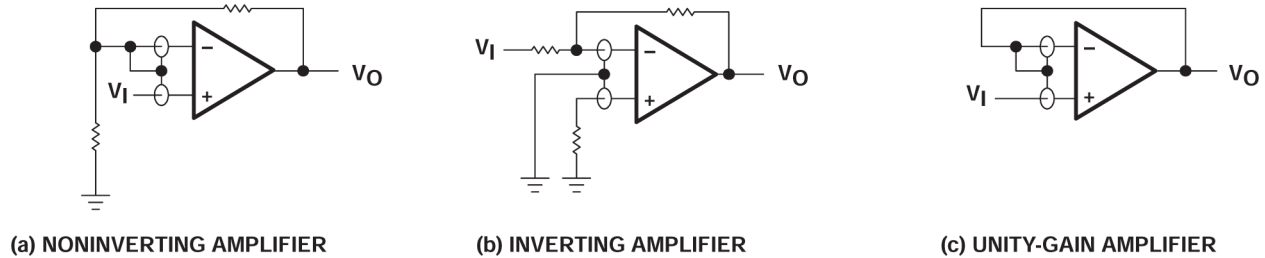 −
+
VI
VO
(a) NONINVERTING AMPLIFIER
VI
−
+
VO
(b) INVERTING AMPLIFIER
−
+
VI
VO
(c) UNITY-GAIN AMPLIFIER